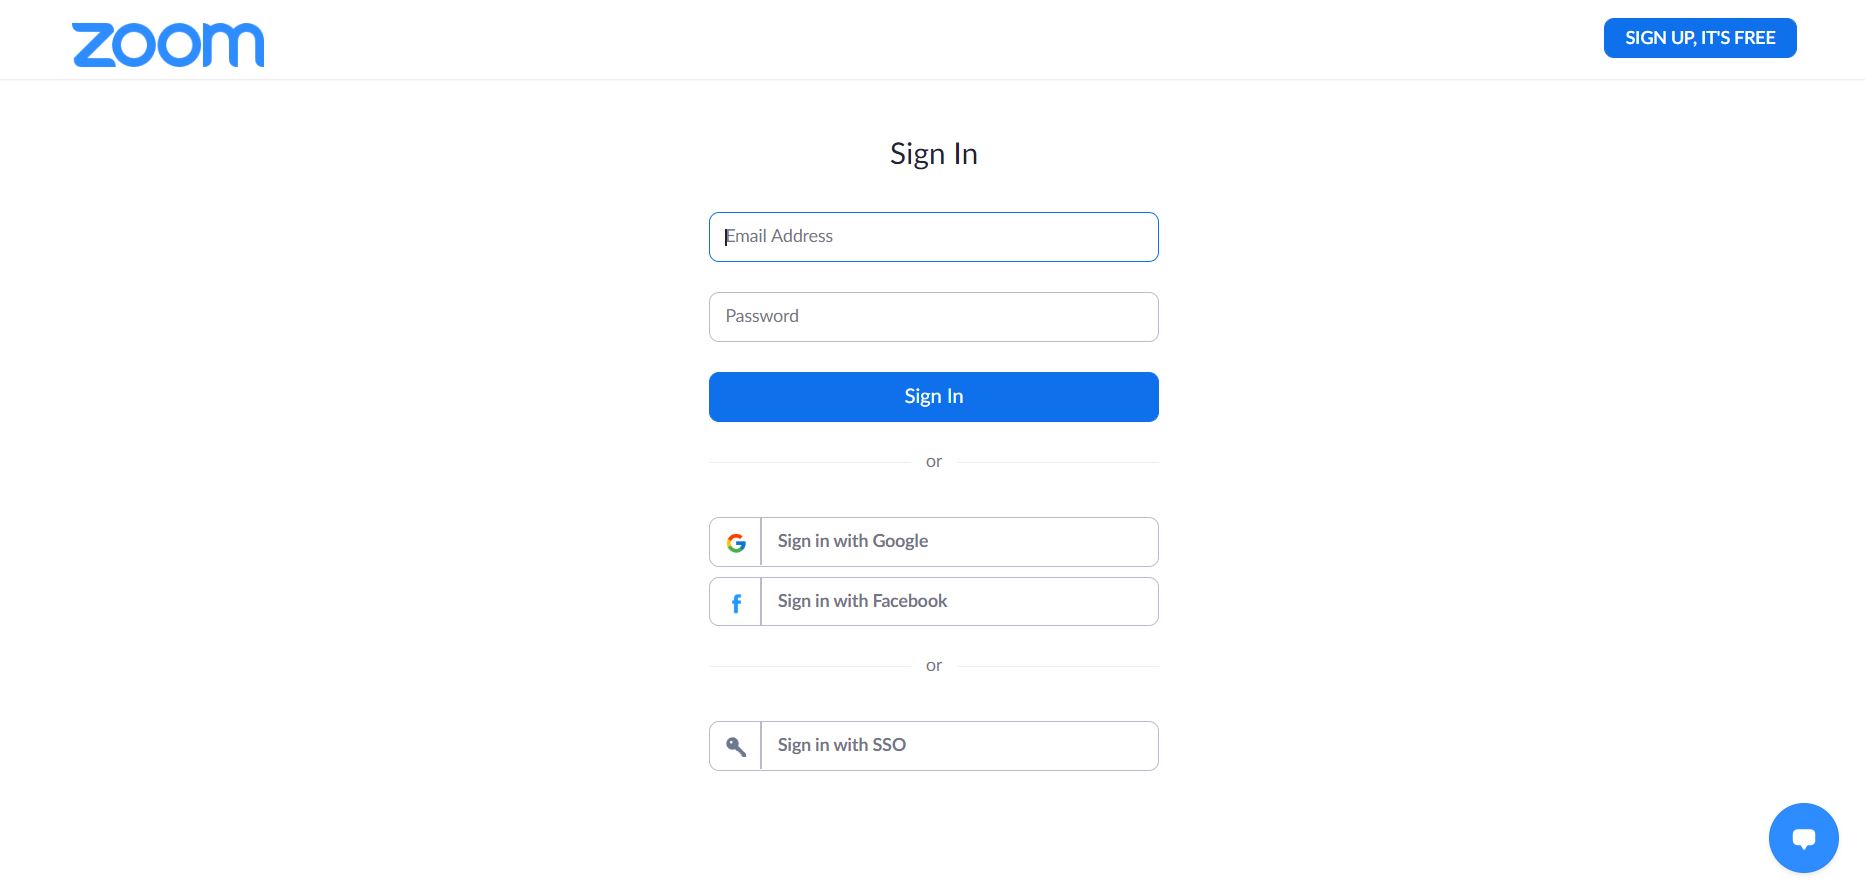 zoom
SIGN UP, IT'S FREE
Sign In
Email Address
Password
Sign In
or
Sign in with Google
Sign in with Facebook
or
Sign in with SSO